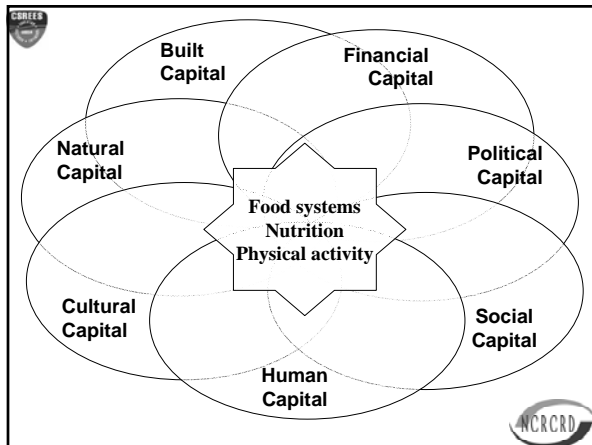 CSREES
Built
Capital
Financial
Capital
Natural
Capital
Political
Capital
Food systems
Nutrition
Physical activity
Cultural
Capital
Social
Capital
Human
Capital
NCRCRD